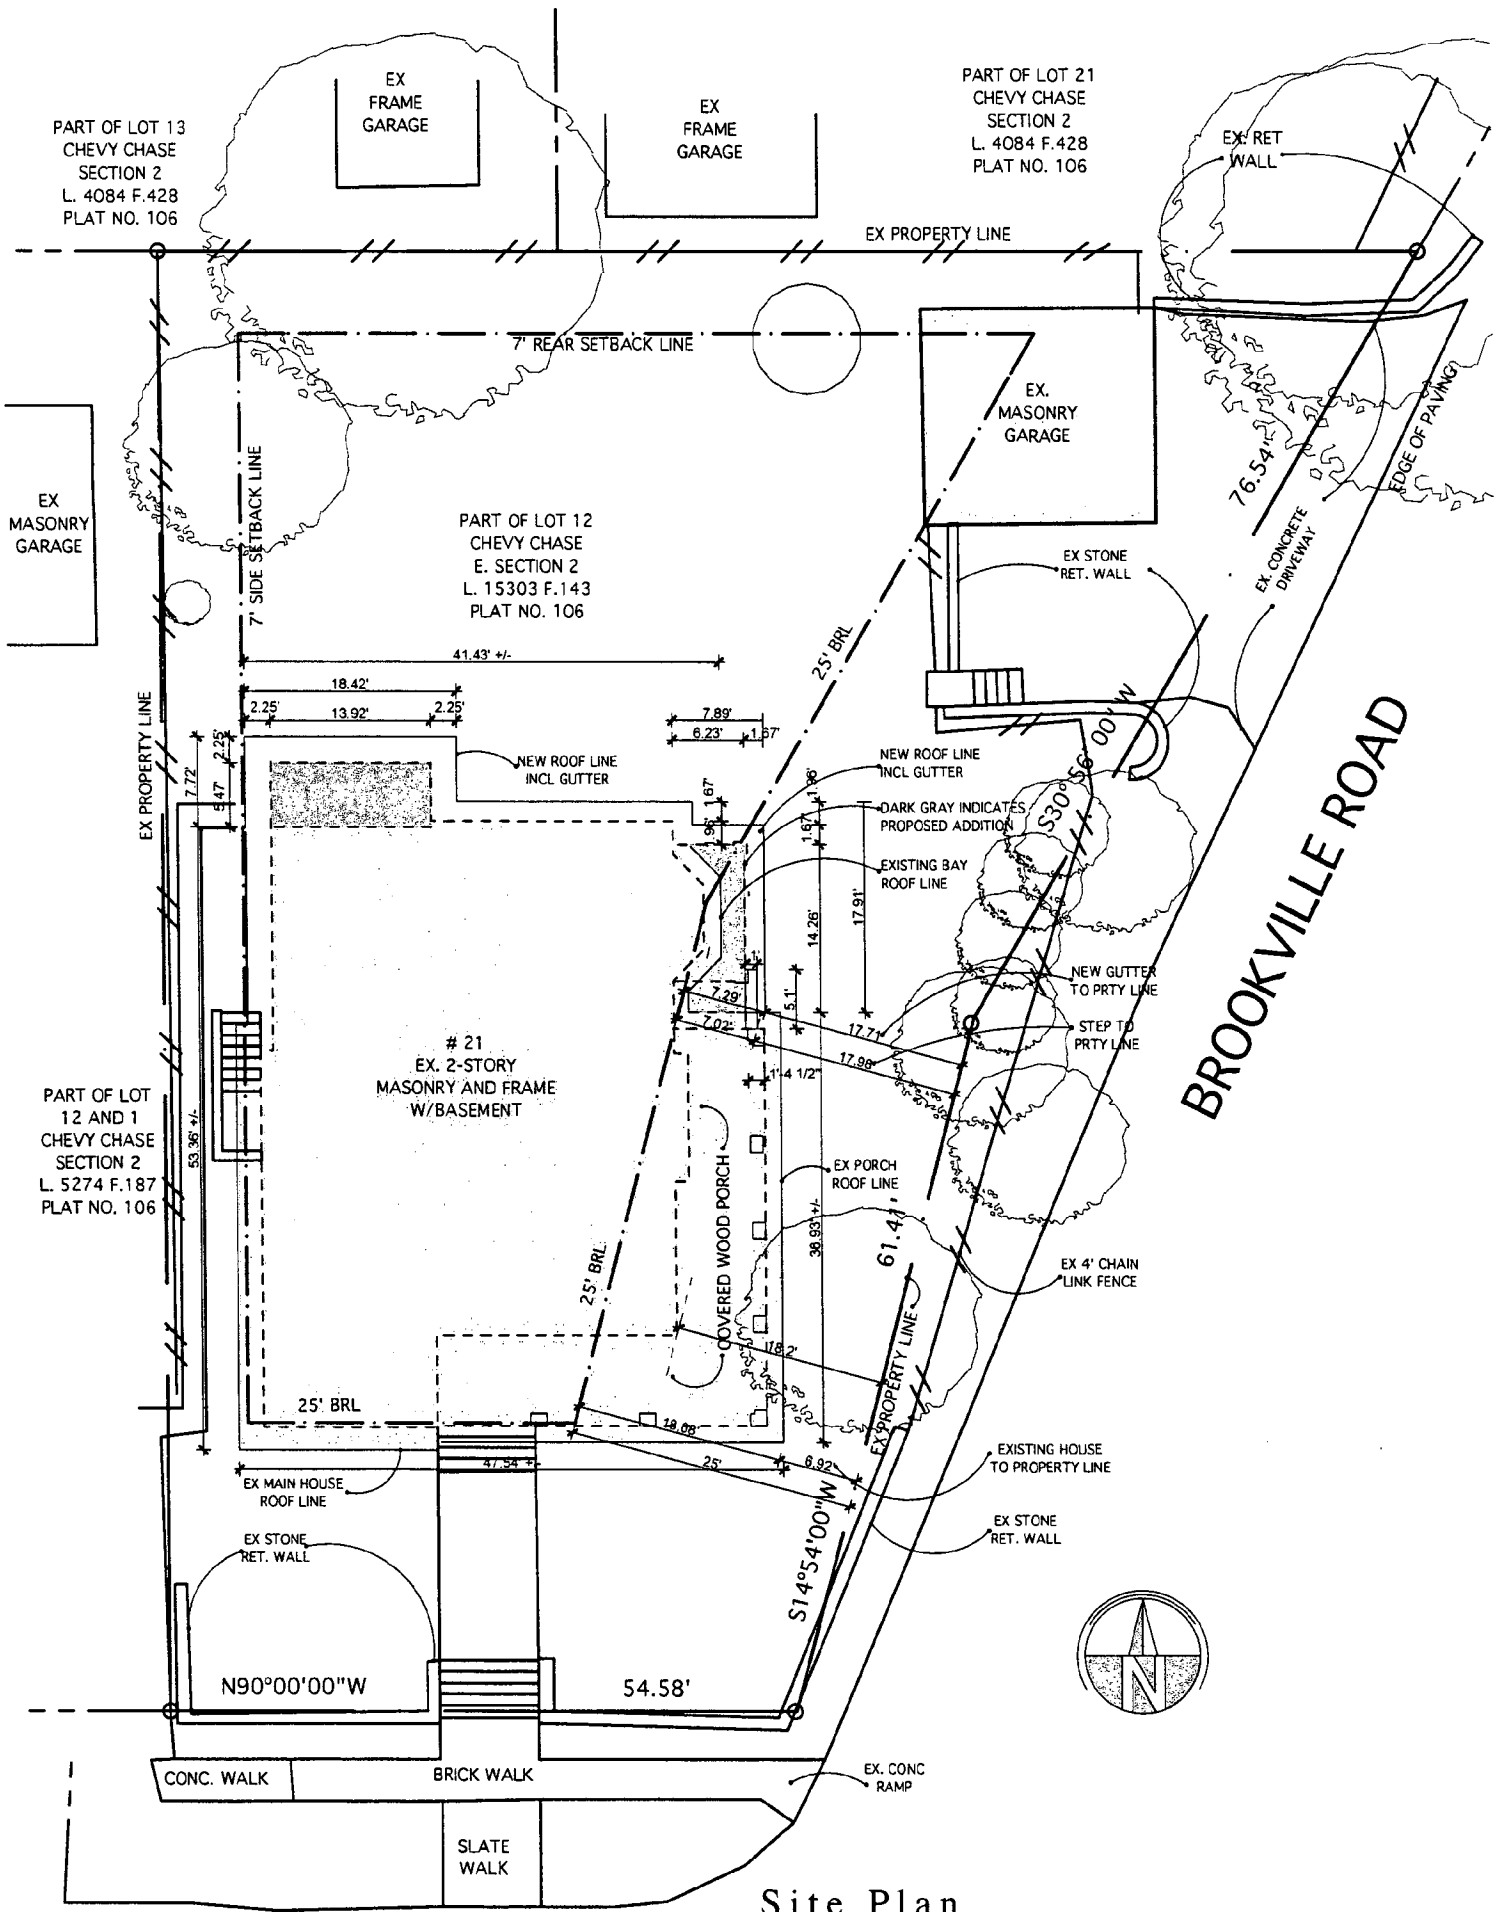 EX
FRAME
GARAGE
EX
FRAME
GARAGE
PART OF LOT 21
CHEVY CHASE
SECTION 2
L. 4084 F.428
PLAT NO. 106
PART OF LOT 13
CHEVY CHASE
SECTION 2
L. 4084 F.428
PLAT NO. 106
EX. RET
WALL
EX PROPERTY LINE
7' REAR SETBACK LINE
EX.
MASONRY
GARAGE
EDGE OF PAVING
76.54'
EX
MASONRY
GARAGE
7' SIDE SETBACK LINE
PART OF LOT 12
CHEVY CHASE
E. SECTION 2
L. 15303 F.143
PLAT NO. 106
EX STONE
RET. WALL
EX. CONCRETE
DRIVEWAY
25' BRL
41.43' +/-
18.42'
2.25'
13.92'
2.25'
7.89'
6.23'
1.67'
EX PROPERTY LINE
7.72'
2.25'
5.47'
NEW ROOF LINE
INCL GUTTER
NEW ROOF LINE
INCL GUTTER
S30° 56' 00" W
BROOKVILLE ROAD
1.67'
1.96'
1.96'
1.67'
DARK GRAY INDICATES
PROPOSED ADDITION
EXISTING BAY
ROOF LINE
14.26'
17.91'
1'
5.1'
NEW GUTTER
TO PRTY LINE
7.29'
17.71'
7.02'
17.98'
STEP TO
PRTY LINE
1'-4 1/2"
# 21
EX. 2-STORY
MASONRY AND FRAME
W/BASEMENT
PART OF LOT
12 AND 1
CHEVY CHASE
SECTION 2
L. 5274 F.187
PLAT NO. 106
53.36' +/-
COVERED WOOD PORCH
EX PORCH
ROOF LINE
38.93' +/-
61.41'
EX 4' CHAIN
LINK FENCE
25' BRL
18.2'
EX PROPERTY LINE
25' BRL
18.08'
6.92'
25'
47.54' +/-
EXISTING HOUSE
TO PROPERTY LINE
EX MAIN HOUSE
ROOF LINE
EX STONE
RET. WALL
S14°54'00"W
EX STONE
RET. WALL
N90°00'00"W
54.58'
N
CONC. WALK
BRICK WALK
EX. CONC
RAMP
SLATE
WALK
Site Plan